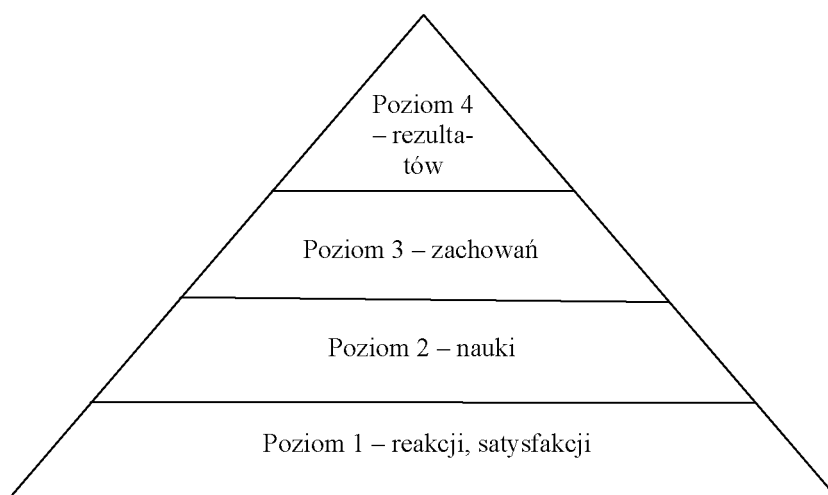 Poziom 4
– rezulta-
tów
Poziom 3 – zachowań
Poziom 2 – nauki
Poziom 1 – reakcji, satysfakcji